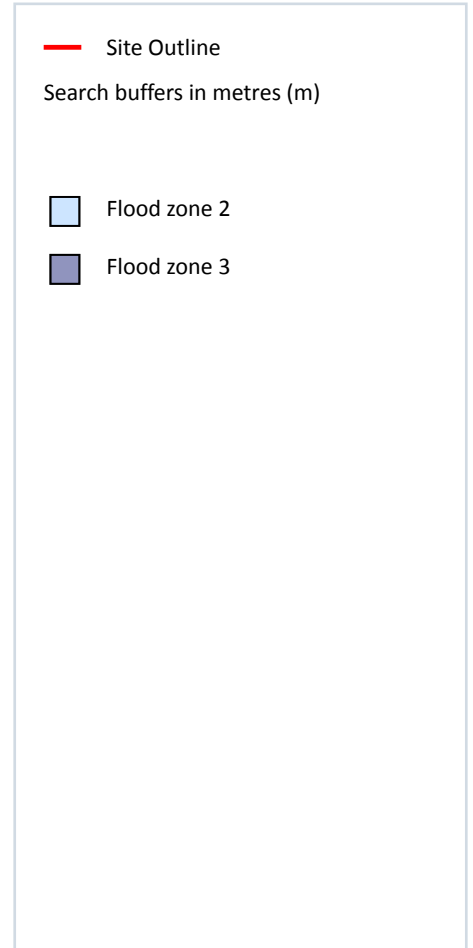 Site Outline
Search buffers in metres (m)
Flood zone 2
Flood zone 3